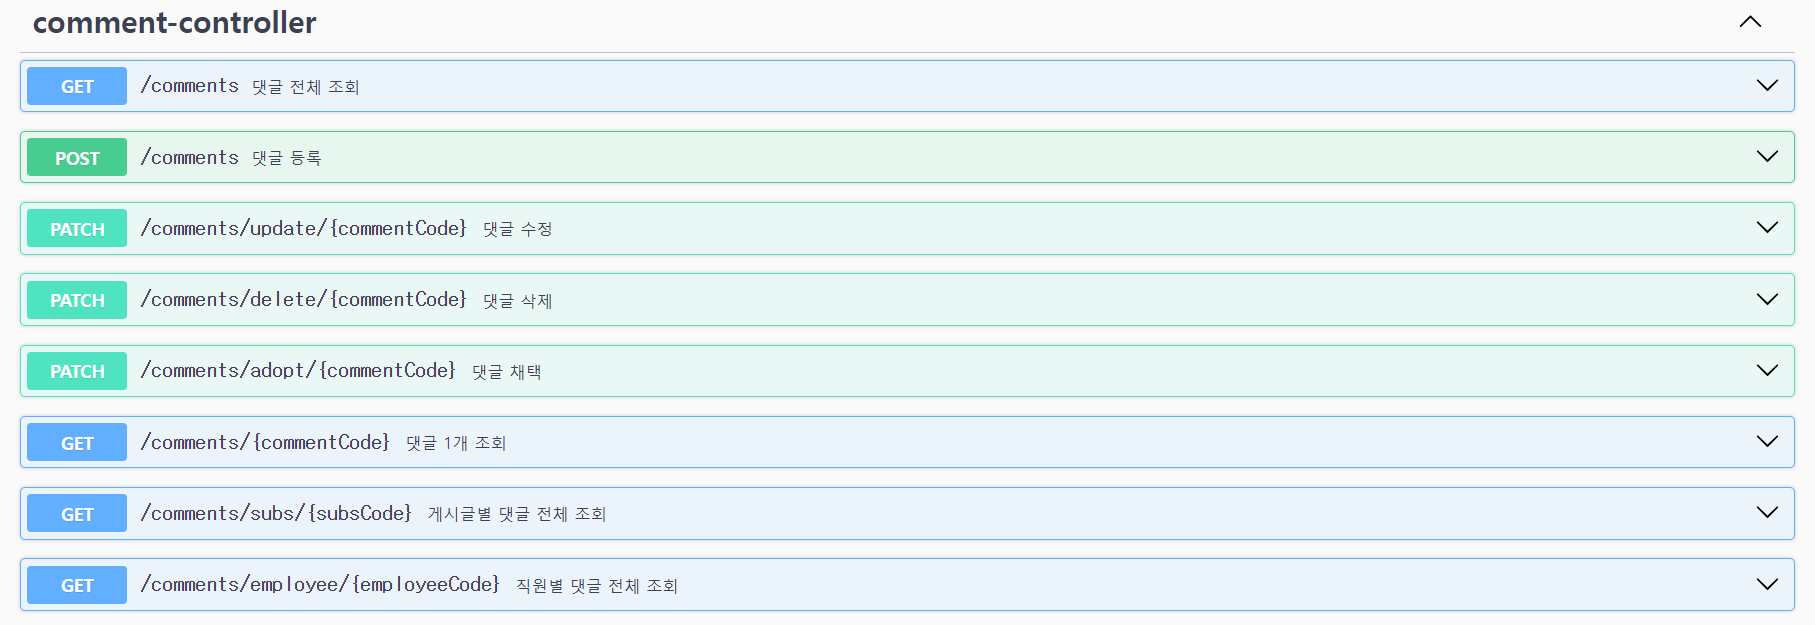 comment-controller
GET /comments 댓글 전체 조회
POST /comments 댓글 등록
PATCH /comments/update/{commentCode} 댓글 수정
PATCH /comments/delete/{commentCode} 댓글 삭제
PATCH /comments/adopt/{commentCode} 댓글 채택
GET /comments/{commentCode} 댓글 1개 조회
GET /comments/subs/{subsCode} 게시글별 댓글 전체 조회
GET /comments/employee/{employeeCode} 직원별 댓글 전체 조회